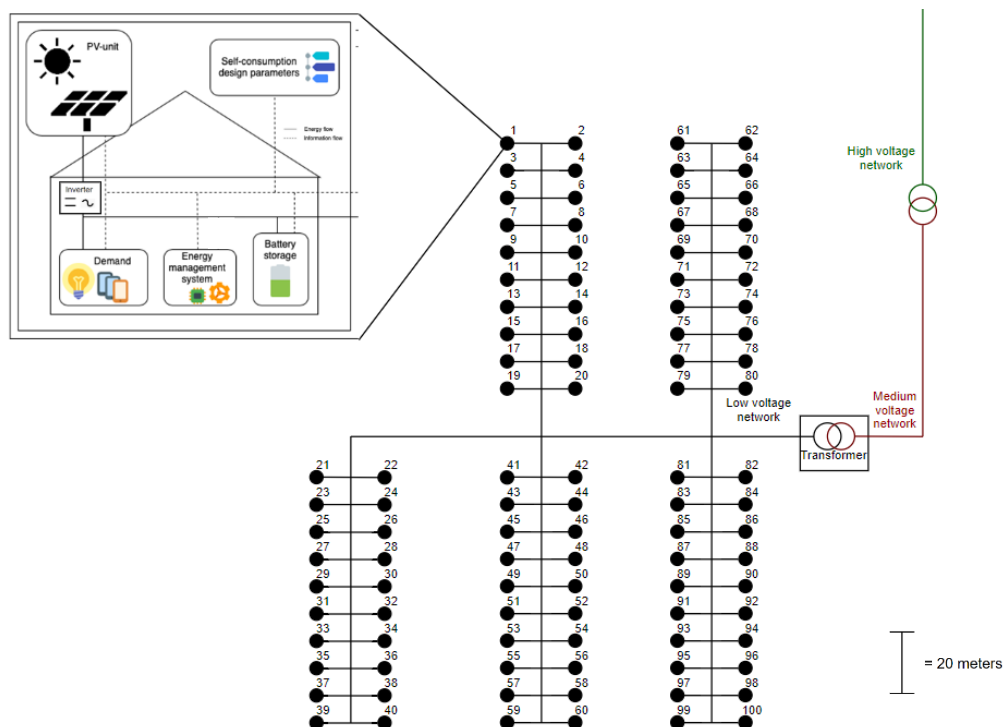 PV-unit
Self-consumption
design parameters
Energy flow
Information flow
Inverter
Demand
Energy
management
system
Battery
storage
1 2 61 62
3 4 63 64
5 6 65 66
7 8 67 68
9 10 69 70
11 12 71 72
13 14 73 74
15 16 75 76
17 18 77 78
19 20 79 80
High voltage
network
Low voltage
network
Medium
voltage
network
Transformer
21 22 41 42 81 82
23 24 43 44 83 84
25 26 45 46 85 86
27 28 47 48 87 88
29 30 49 50 89 90
31 32 51 52 91 92
33 34 53 54 93 94
35 36 55 56 95 96
37 38 57 58 97 98
39 40 59 60 99 100
= 20 meters